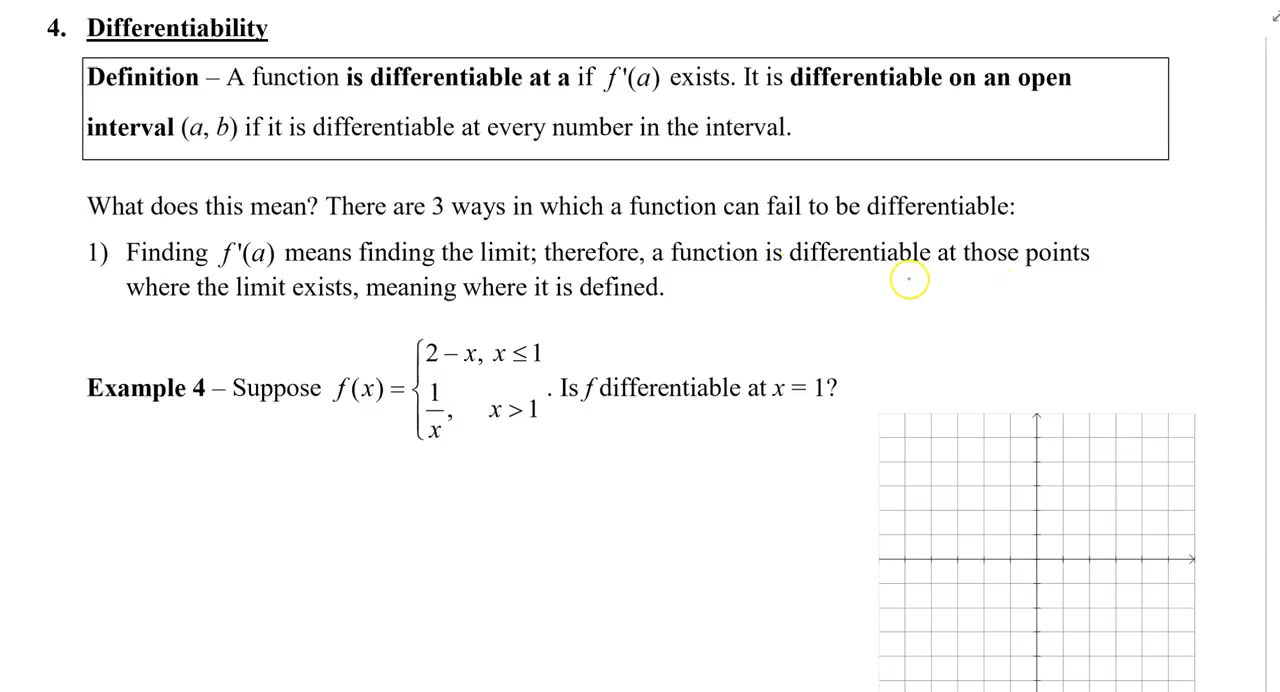 4. Differentiability
Definition – A function is differentiable at a if f '(a) exists. It is differentiable on an open
interval (a, b) if it is differentiable at every number in the interval.
What does this mean? There are 3 ways in which a function can fail to be differentiable:
1) Finding f '(a) means finding the limit; therefore, a function is differentiable at those points
where the limit exists, meaning where it is defined.
2 – x, x ≤ 1
Example 4 – Suppose f (x) = { 1/x, x > 1 . Is f differentiable at x = 1?